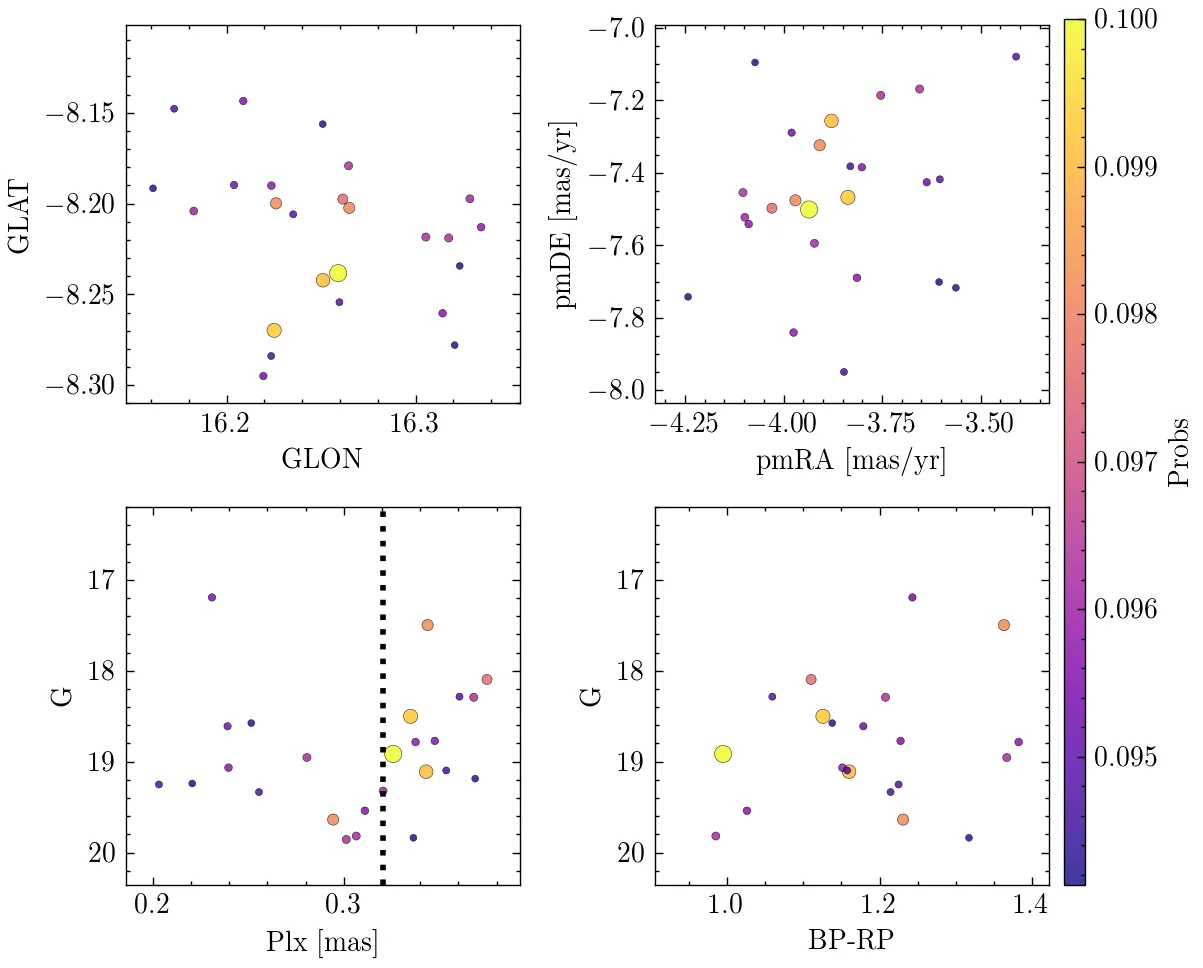 −8.15
−8.20
−8.25
−8.30
GLAT
16.2 16.3
GLON
−7.0
−7.2
−7.4
−7.6
−7.8
−8.0
pmDE [mas/yr]
−4.25 −4.00 −3.75 −3.50
pmRA [mas/yr]
17
18
19
20
G
0.2 0.3
Plx [mas]
17
18
19
20
G
1.0 1.2 1.4
BP-RP
0.100
0.099
0.098
0.097
0.096
0.095
Probs